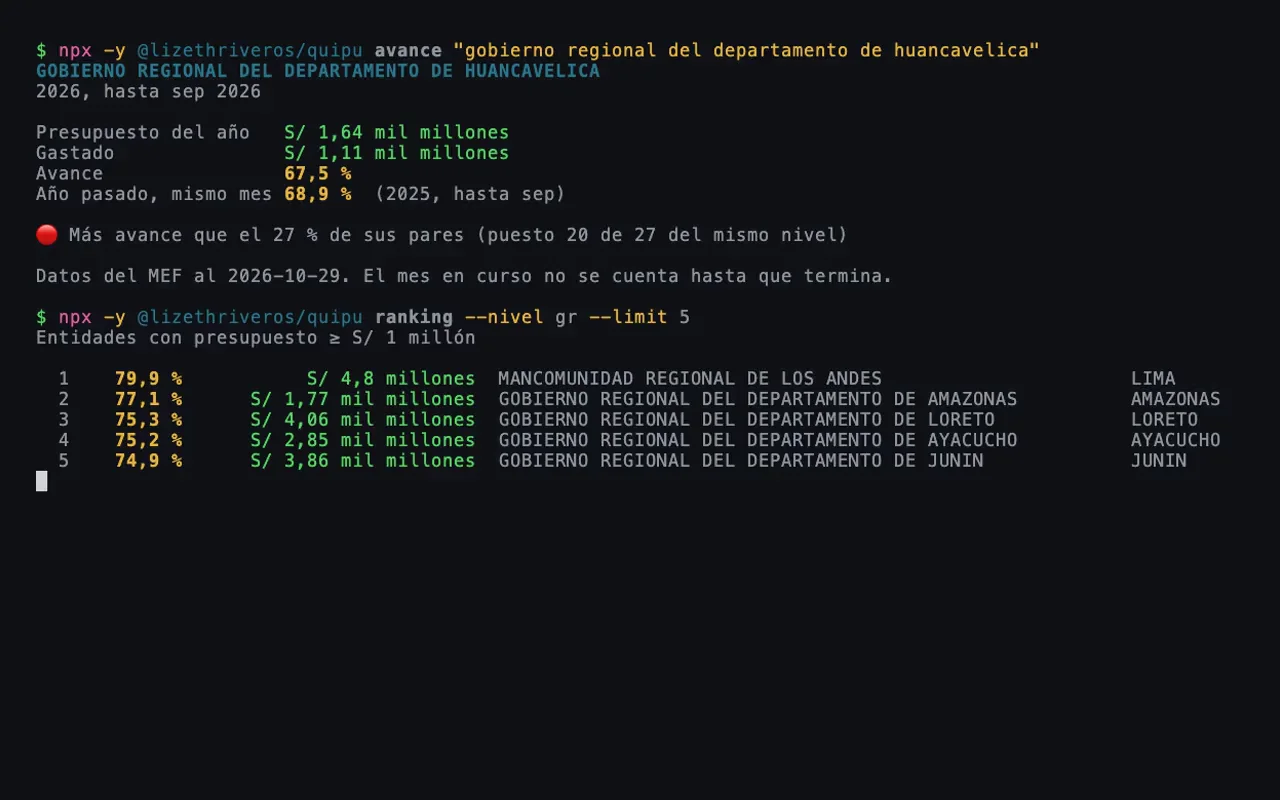 $ npx -y @lizethriveros/quipu avance "gobierno regional del departamento de huancavelica"
GOBIERNO REGIONAL DEL DEPARTAMENTO DE HUANCAVELICA
2026, hasta sep 2026
Presupuesto del año S/ 1,64 mil millones
Gastado S/ 1,11 mil millones
Avance 67,5 %
Año pasado, mismo mes 68,9 % (2025, hasta sep)
Más avance que el 27 % de sus pares (puesto 20 de 27 del mismo nivel)
Datos del MEF al 2026-10-29. El mes en curso no se cuenta hasta que termina.
$ npx -y @lizethriveros/quipu ranking --nivel gr --limit 5
Entidades con presupuesto ≥ S/ 1 millón
1 79,9 % S/ 4,8 millones MANCOMUNIDAD REGIONAL DE LOS ANDES LIMA
2 77,1 % S/ 1,77 mil millones GOBIERNO REGIONAL DEL DEPARTAMENTO DE AMAZONAS AMAZONAS
3 75,3 % S/ 4,06 mil millones GOBIERNO REGIONAL DEL DEPARTAMENTO DE LORETO LORETO
4 75,2 % S/ 2,85 mil millones GOBIERNO REGIONAL DEL DEPARTAMENTO DE AYACUCHO AYACUCHO
5 74,9 % S/ 3,86 mil millones GOBIERNO REGIONAL DEL DEPARTAMENTO DE JUNIN JUNIN